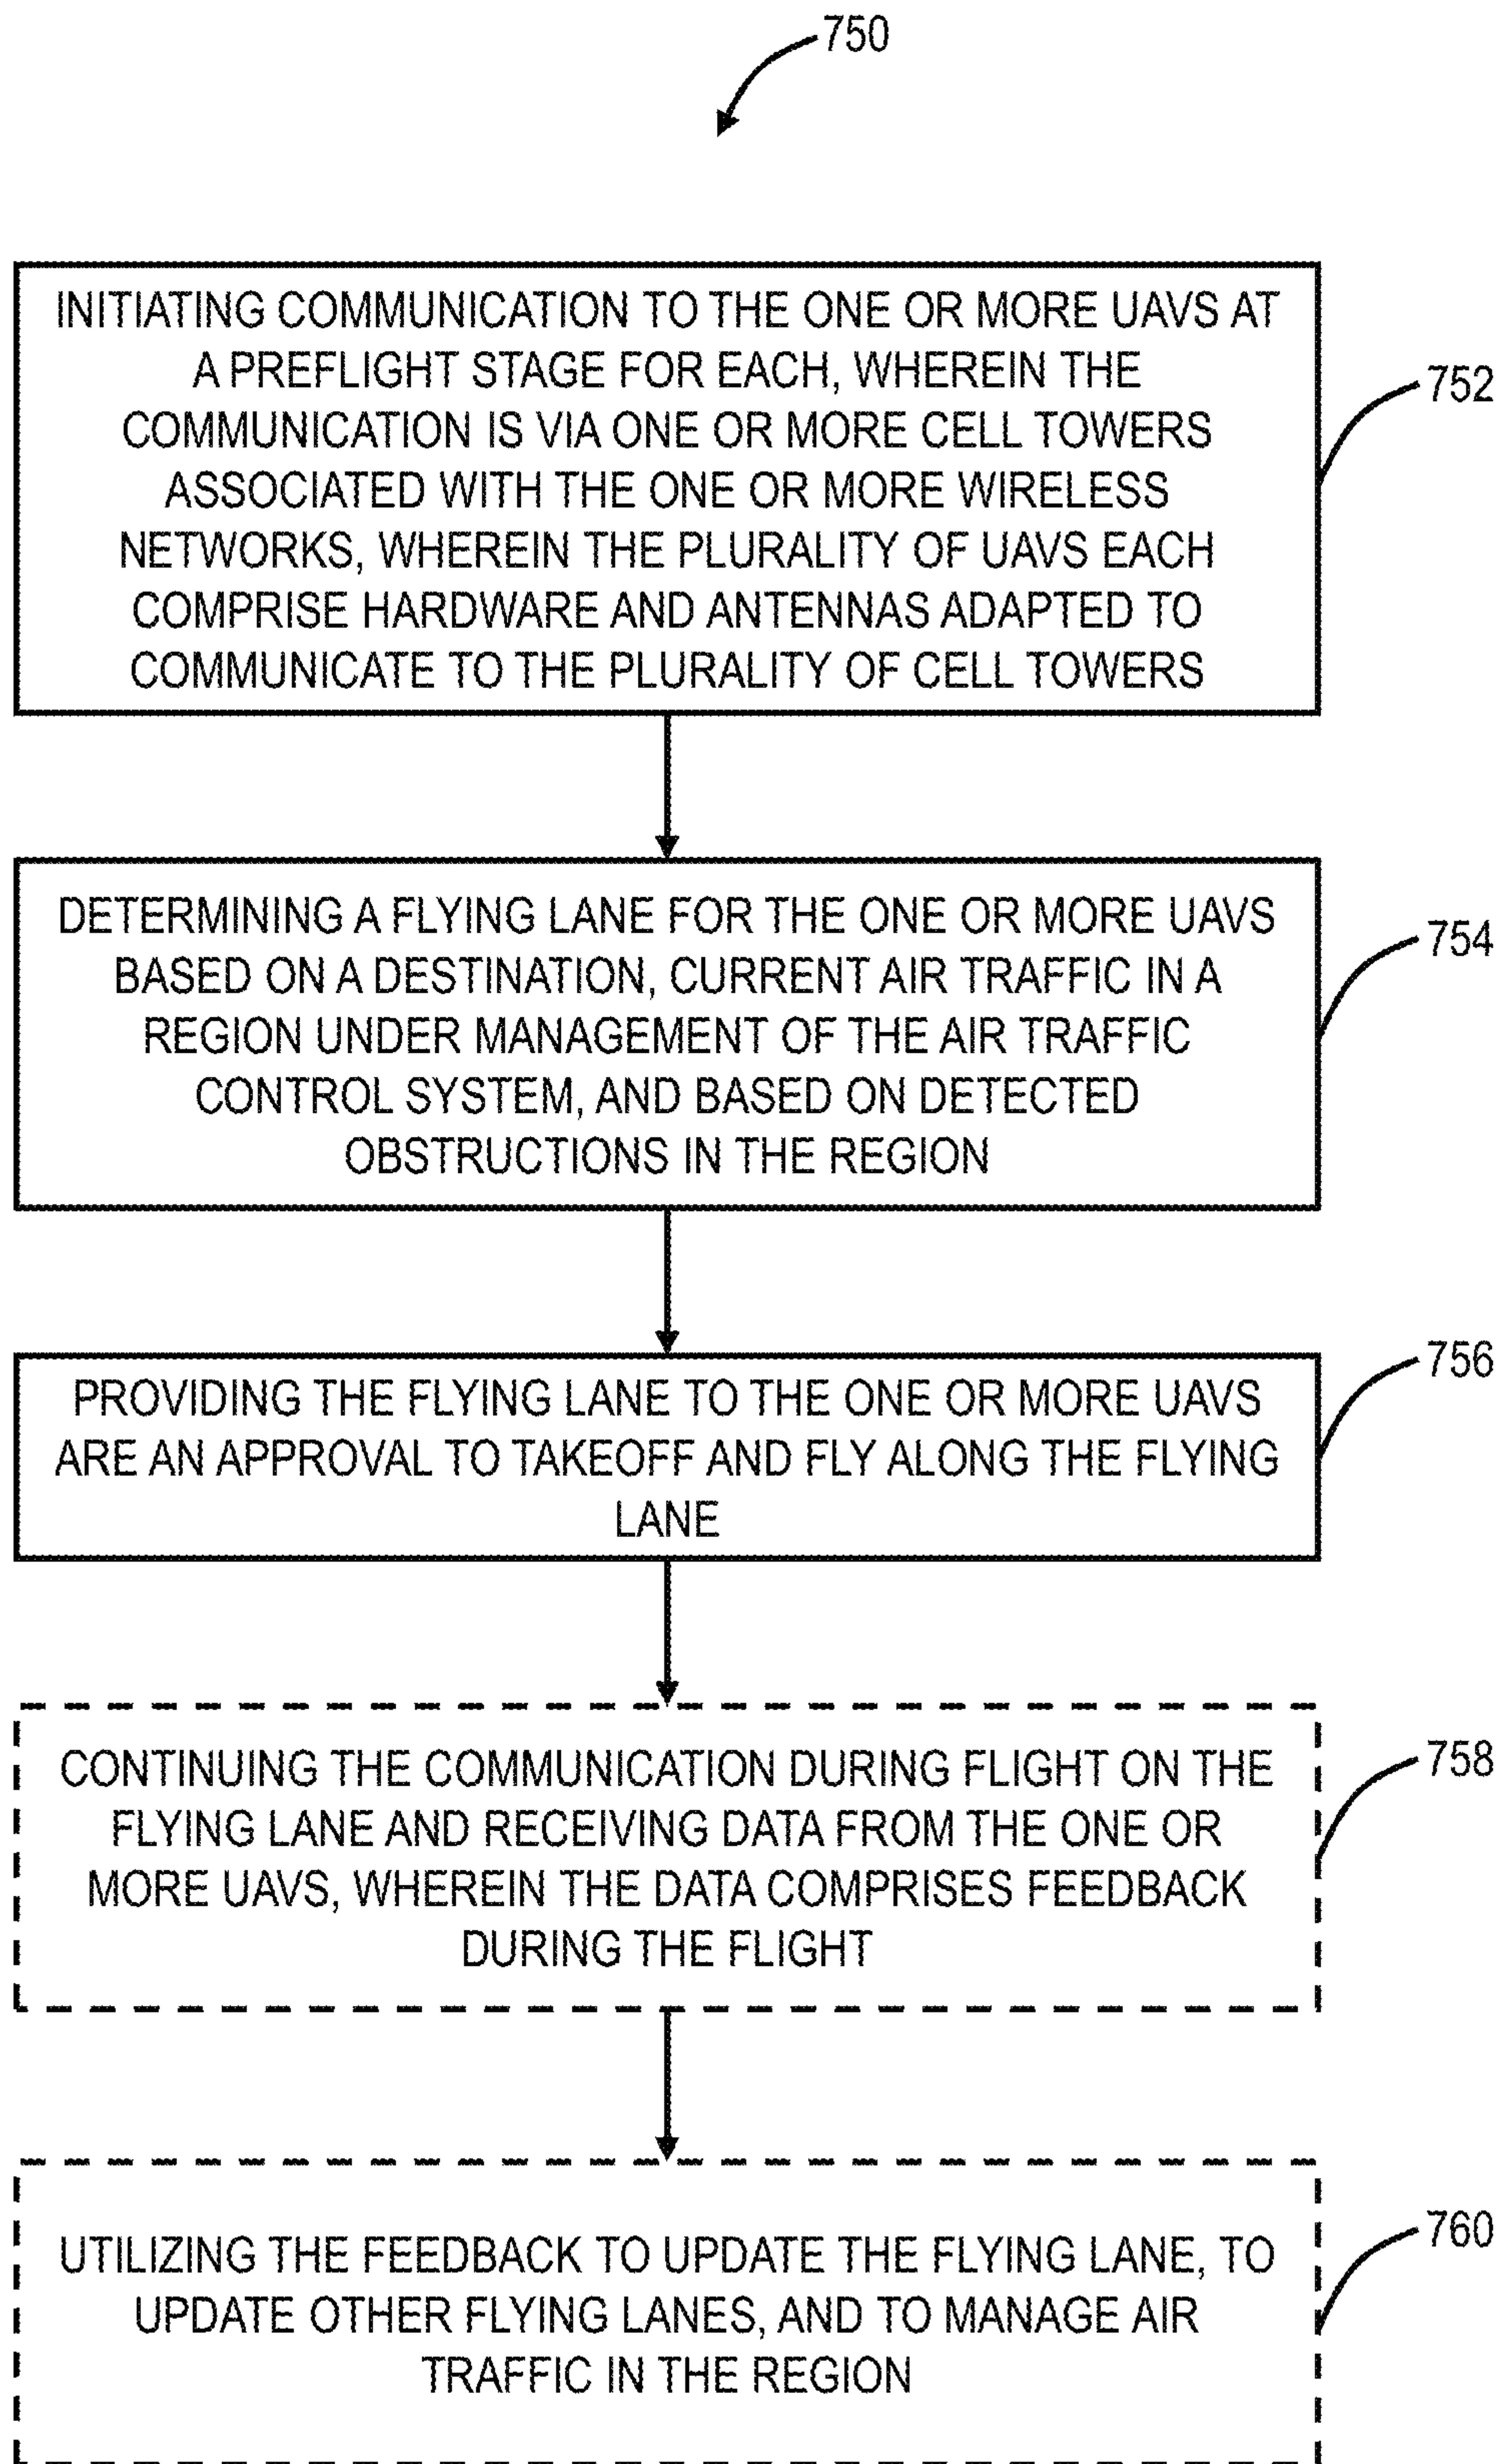 750
INITIATING COMMUNICATION TO THE ONE OR MORE UAVS AT
A PREFLIGHT STAGE FOR EACH, WHEREIN THE
COMMUNICATION IS VIA ONE OR MORE CELL TOWERS
ASSOCIATED WITH THE ONE OR MORE WIRELESS
NETWORKS, WHEREIN THE PLURALITY OF UAVS EACH
COMPRISE HARDWARE AND ANTENNAS ADAPTED TO
COMMUNICATE TO THE PLURALITY OF CELL TOWERS
752
DETERMINING A FLYING LANE FOR THE ONE OR MORE UAVS
BASED ON A DESTINATION, CURRENT AIR TRAFFIC IN A
REGION UNDER MANAGEMENT OF THE AIR TRAFFIC
CONTROL SYSTEM, AND BASED ON DETECTED
OBSTRUCTIONS IN THE REGION
754
PROVIDING THE FLYING LANE TO THE ONE OR MORE UAVS
ARE AN APPROVAL TO TAKEOFF AND FLY ALONG THE FLYING
LANE
756
CONTINUING THE COMMUNICATION DURING FLIGHT ON THE
FLYING LANE AND RECEIVING DATA FROM THE ONE OR
MORE UAVS, WHEREIN THE DATA COMPRISES FEEDBACK
DURING THE FLIGHT
758
UTILIZING THE FEEDBACK TO UPDATE THE FLYING LANE, TO
UPDATE OTHER FLYING LANES, AND TO MANAGE AIR
TRAFFIC IN THE REGION
760